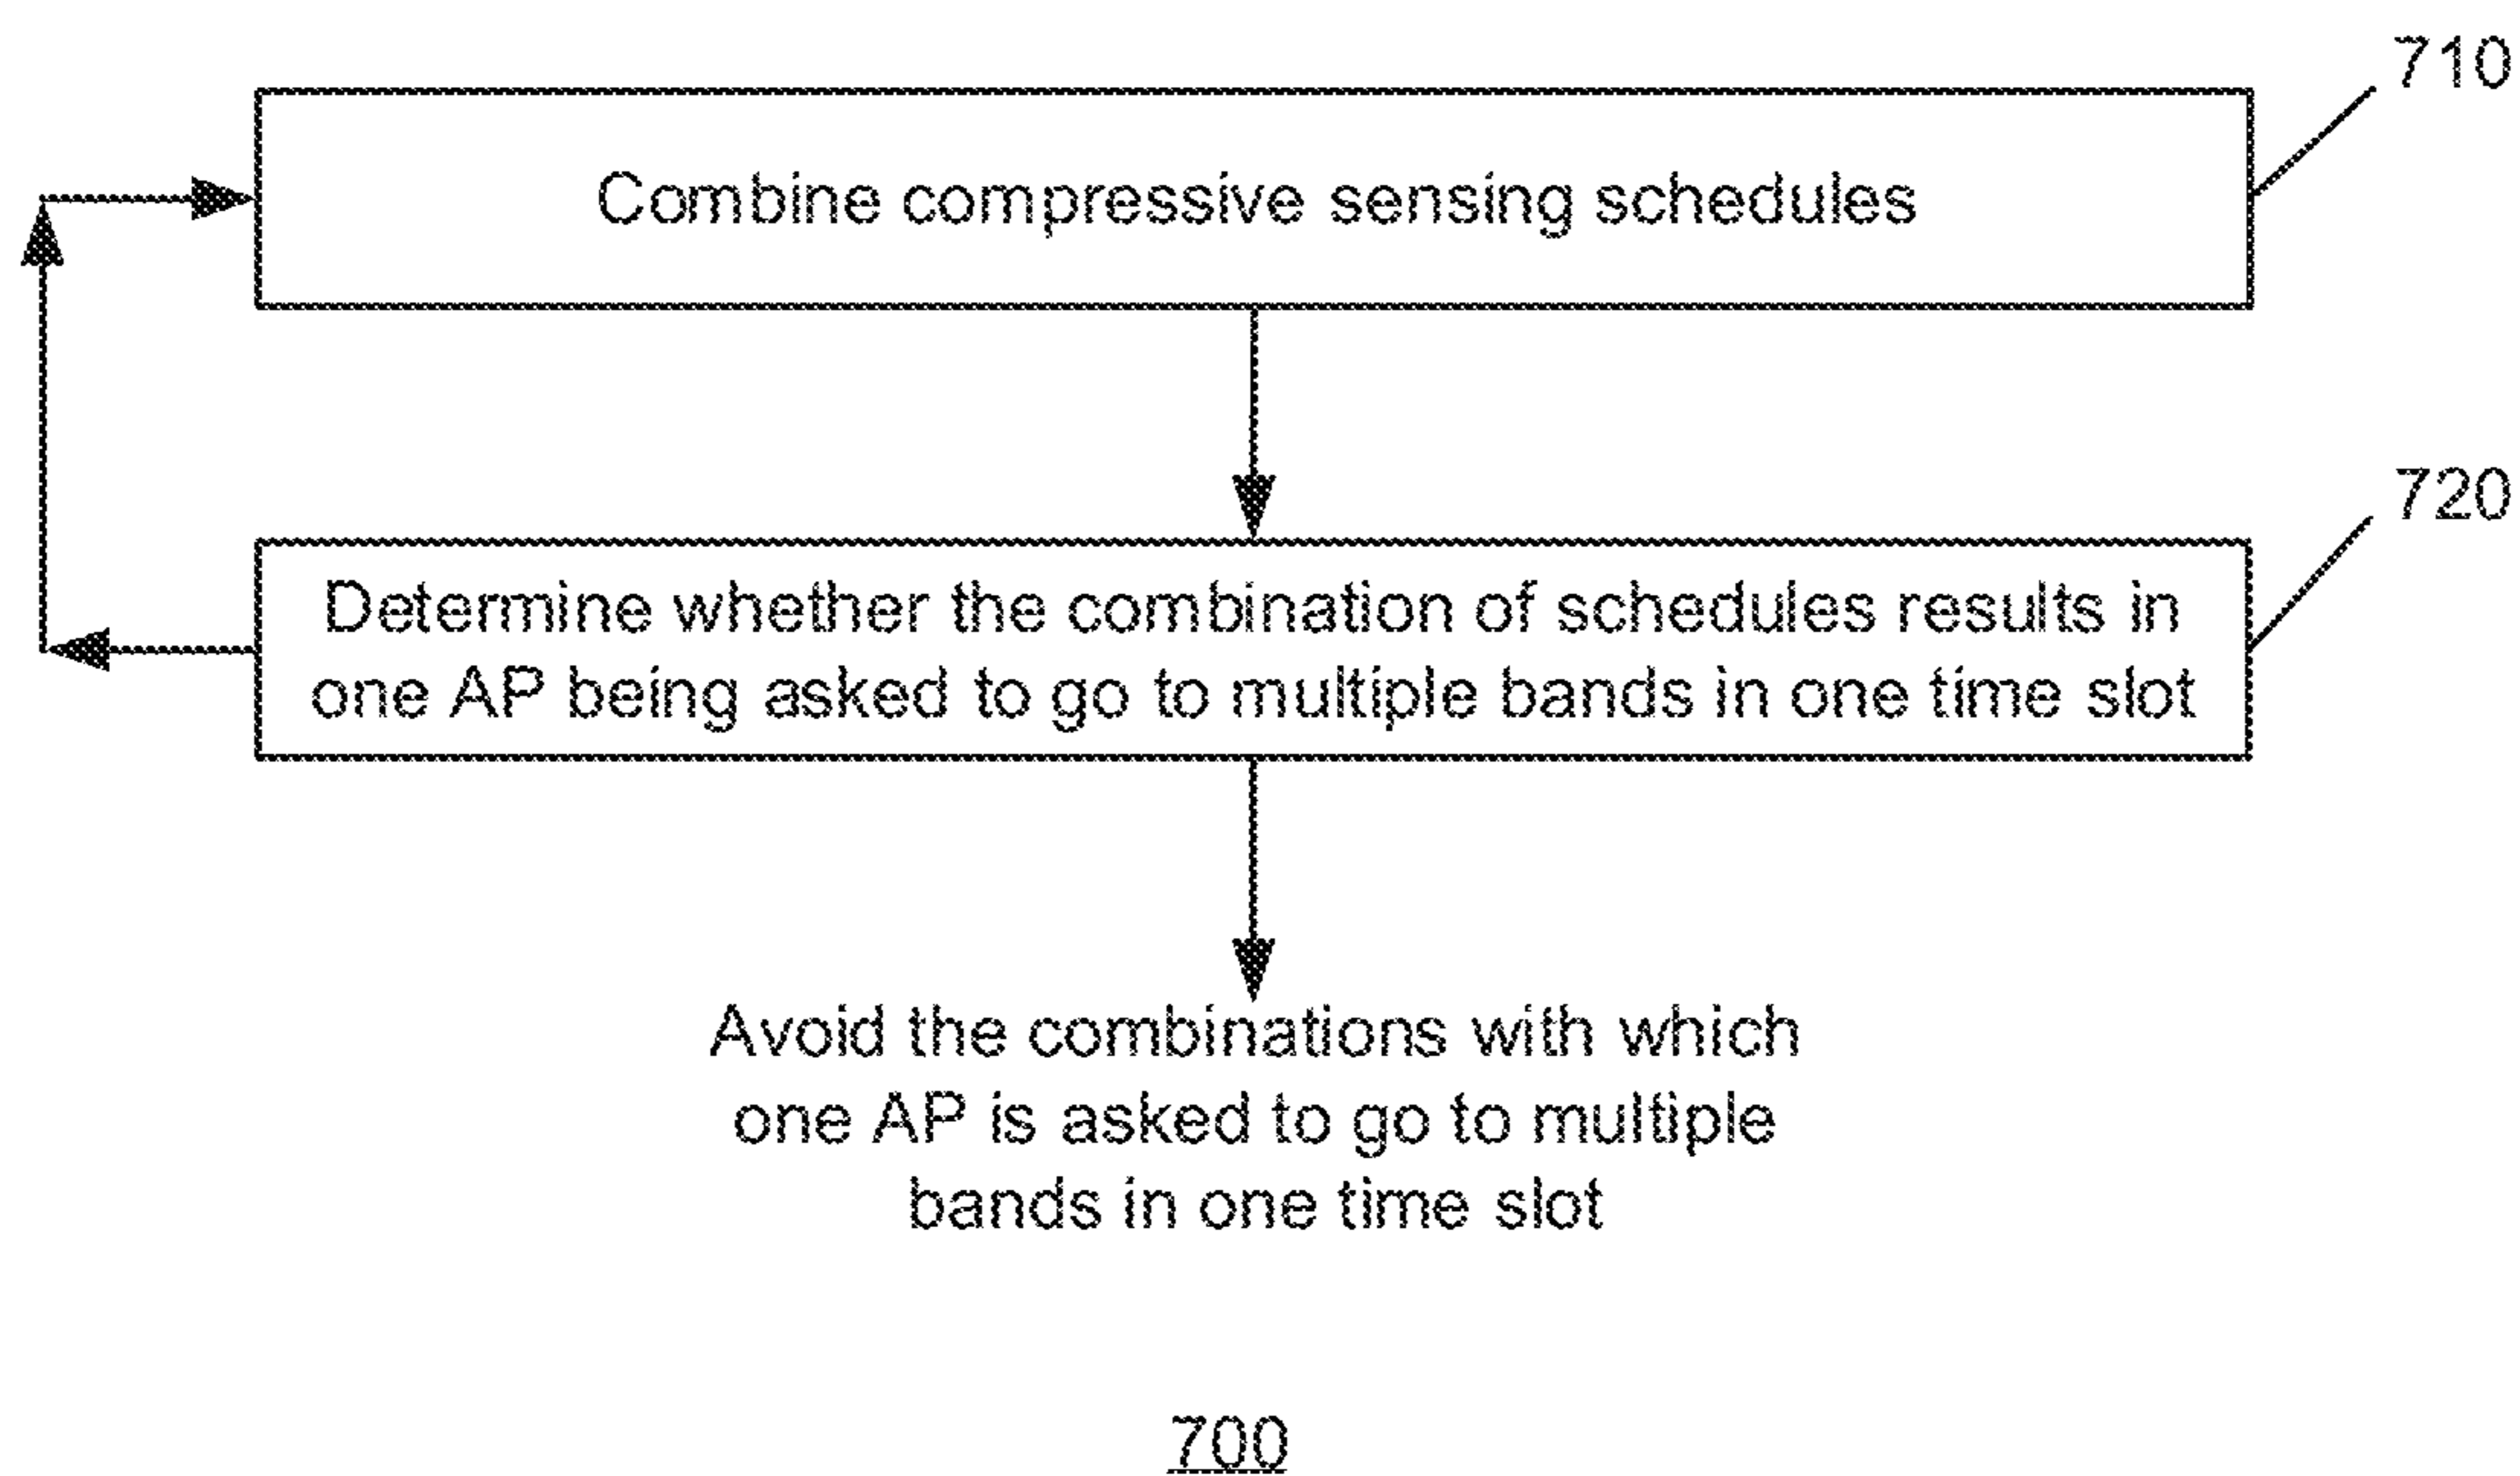 710
Combine compressive sensing schedules
720
Determine whether the combination of schedules results in
one AP being asked to go to multiple bands in one time slot
Avoid the combinations with which
one AP is asked to go to multiple
bands in one time slot
700